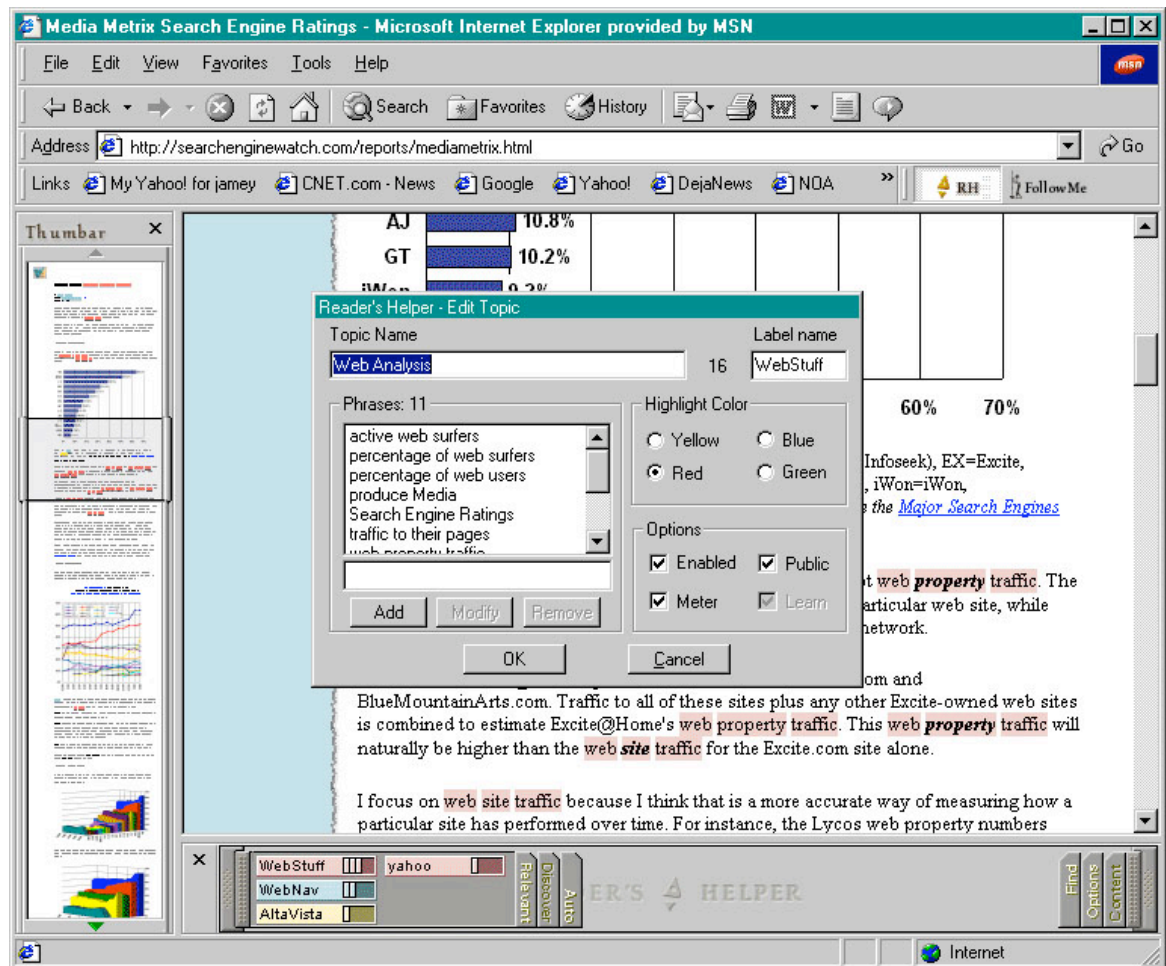 Media Metrix Search Engine Ratings - Microsoft Internet Explorer provided by MSN
File Edit View Favorites Tools Help
msn
Back Search Favorites History
Address http://searchenginewatch.com/reports/mediametrix.html Go
Links My Yahoo! for jamey CNET.com - News Google Yahoo! DejaNews NOA » RH FollowMe
Thumbar
AJ 10.8%
GT 10.2%
iWon 9.2%
60% 70%
Reader's Helper - Edit Topic
Topic Name Label name
Web Analysis 16 WebStuff
Phrases: 11
active web surfers
percentage of web surfers
percentage of web users
produce Media
Search Engine Ratings
traffic to their pages
web property traffic
Add Modify Remove
Highlight Color
Yellow Blue
Red Green
Options
Enabled Public
Meter Learn
OK Cancel
Infoseek), EX=Excite,
, iWon=iWon,
the Major Search Engines
web property traffic. The
articular web site, while
network.
om and
BlueMountainArts.com. Traffic to all of these sites plus any other Excite-owned web sites
is combined to estimate Excite@Home's web property traffic. This web property traffic will
naturally be higher than the web site traffic for the Excite.com site alone.
I focus on web site traffic because I think that is a more accurate way of measuring how a
particular site has performed over time. For instance, the Lycos web property numbers
WebStuff yahoo
WebNav
AltaVista
Relevant
Discover
Auto
ER'S HELPER
Find
Options
Content
Internet